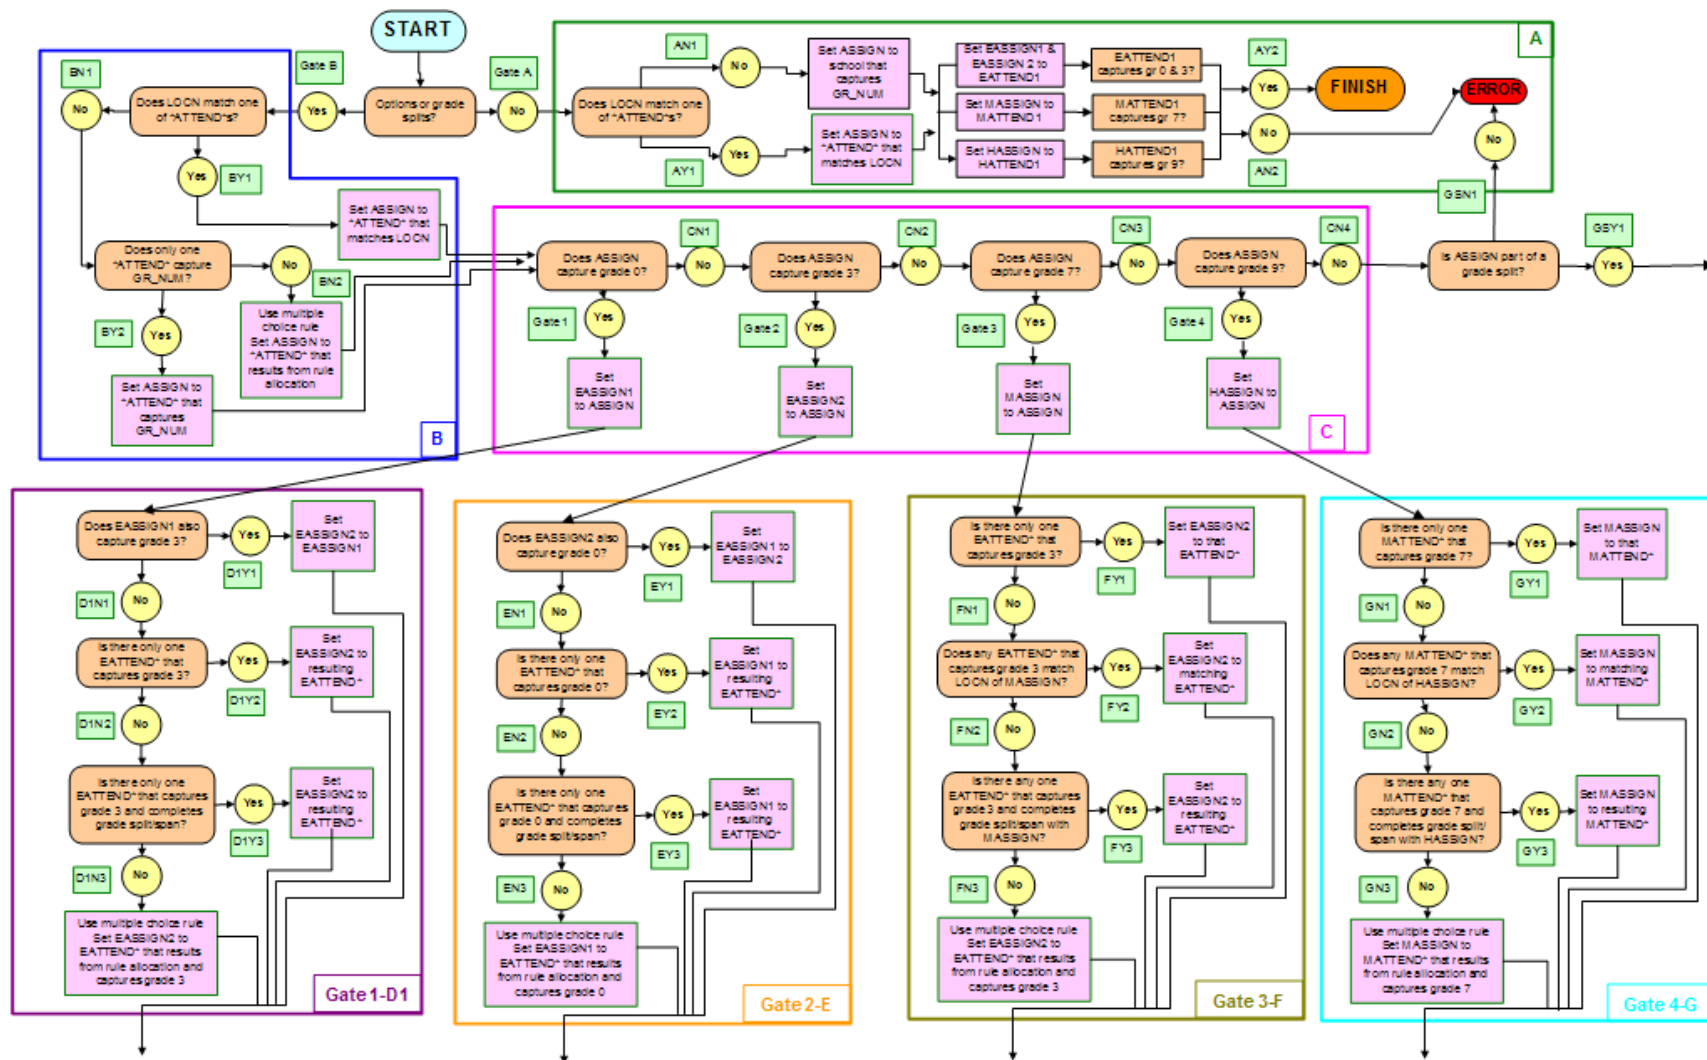 START
A
AN1
No
Set ASSIGN to
school that
captures
GR_NUM
Set EASSIGN1 &
EASSIGN 2 to
EATTEND1
EATTEND1
captures gr 0 & 3?
AY2
Yes
FINISH
ERROR
BN1
No
Gate B
Yes
Gate A
No
Does LOCN match one
of *ATTEND*s?
Options or grade
splits?
Does LOCN match one
of *ATTEND*s?
Set MASSIGN to
MATTEND1
MATTEND1
captures gr 7?
No
No
AY1
Yes
Set ASSIGN to
*ATTEND* that
matches LOCN
Set HASSIGN to
HATTEND1
HATTEND1
captures gr 9?
AN2
Yes
BY1
GSN1
Set ASSIGN to
*ATTEND* that
matches LOCN
Does only one
*ATTEND* capture
GR_NUM?
No
BN2
BY2
Yes
Use multiple
choice rule
Set ASSIGN to
*ATTEND* that
results from rule
allocation
Set ASSIGN to
*ATTEND* that
captures
GR_NUM
B
Does ASSIGN
capture grade 0?
CN1
No
Does ASSIGN
capture grade 3?
CN2
No
Does ASSIGN
capture grade 7?
CN3
No
Does ASSIGN
capture grade 9?
CN4
No
Is ASSIGN part of a
grade split?
GSY1
Yes
Gate 1
Yes
Gate 2
Yes
Gate 3
Yes
Gate 4
Yes
Set
EASSIGN1
to ASSIGN
Set
EASSIGN2
to ASSIGN
Set
MASSIGN
to ASSIGN
Set
HASSIGN to
ASSIGN
C
Does EASSIGN1 also
capture grade 3?
Yes
D1Y1
Set
EASSIGN2 to
EASSIGN1
D1N1
No
Is there only one
EATTEND* that
captures grade 3?
Yes
D1Y2
Set
EASSIGN2 to
resulting
EATTEND*
D1N2
No
Is there only one
EATTEND* that captures
grade 3 and completes
grade split/span?
Yes
D1Y3
Set
EASSIGN2 to
resulting
EATTEND*
D1N3
No
Use multiple choice rule
Set EASSIGN2 to
EATTEND* that results
from rule allocation and
captures grade 3
Gate 1-D1
Does EASSIGN2 also
capture grade 0?
Yes
EY1
Set
EASSIGN1 to
EASSIGN2
EN1
No
Is there only one
EATTEND* that
captures grade 0?
Yes
EY2
Set
EASSIGN1 to
resulting
EATTEND*
EN2
No
Is there only one
EATTEND* that captures
grade 0 and completes
grade split/span?
Yes
EY3
Set
EASSIGN1 to
resulting
EATTEND*
EN3
No
Use multiple choice rule
Set EASSIGN1 to
EATTEND* that results
from rule allocation and
captures grade 0
Gate 2-E
Is there only one
EATTEND* that
captures grade 3?
Yes
FY1
Set EASSIGN2
to that
EATTEND*
FN1
No
Does any EATTEND* that
captures grade 3 match
LOCN of MASSIGN?
Yes
FY2
Set
EASSIGN2 to
matching
EATTEND*
FN2
No
Is there any one
EATTEND* that captures
grade 3 and completes
grade split/span with
MASSIGN?
Yes
FY3
Set
EASSIGN2 to
resulting
EATTEND*
FN3
No
Use multiple choice rule
Set EASSIGN2 to
EATTEND* that results
from rule allocation and
captures grade 3
Gate 3-F
Is there only one
MATTEND* that
captures grade 7?
Yes
GY1
Set MASSIGN
to that
MATTEND*
GN1
No
Does any MATTEND* that
captures grade 7 match
LOCN of HASSIGN?
Yes
GY2
Set MASSIGN
to matching
MATTEND*
GN2
No
Is there any one
MATTEND* that
captures grade 7 and
completes grade split/
span with HASSIGN?
Yes
GY3
Set MASSIGN
to resulting
MATTEND*
GN3
No
Use multiple choice rule
Set MASSIGN to
MATTEND* that results
from rule allocation and
captures grade 7
Gate 4-G